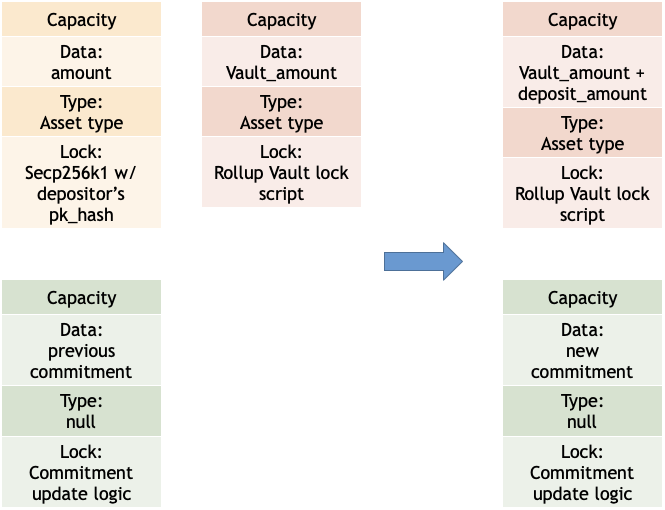 Capacity
Data:
amount
Type:
Asset type
Lock:
Secp256k1 w/
depositor's
pk_hash
Capacity
Data:
Vault_amount
Type:
Asset type
Lock:
Rollup Vault lock
script
Capacity
Data:
Vault_amount +
deposit_amount
Type:
Asset type
Lock:
Rollup Vault lock
script
Capacity
Data:
previous
commitment
Type:
null
Lock:
Commitment
update logic
Capacity
Data:
new
commitment
Type:
null
Lock:
Commitment
update logic